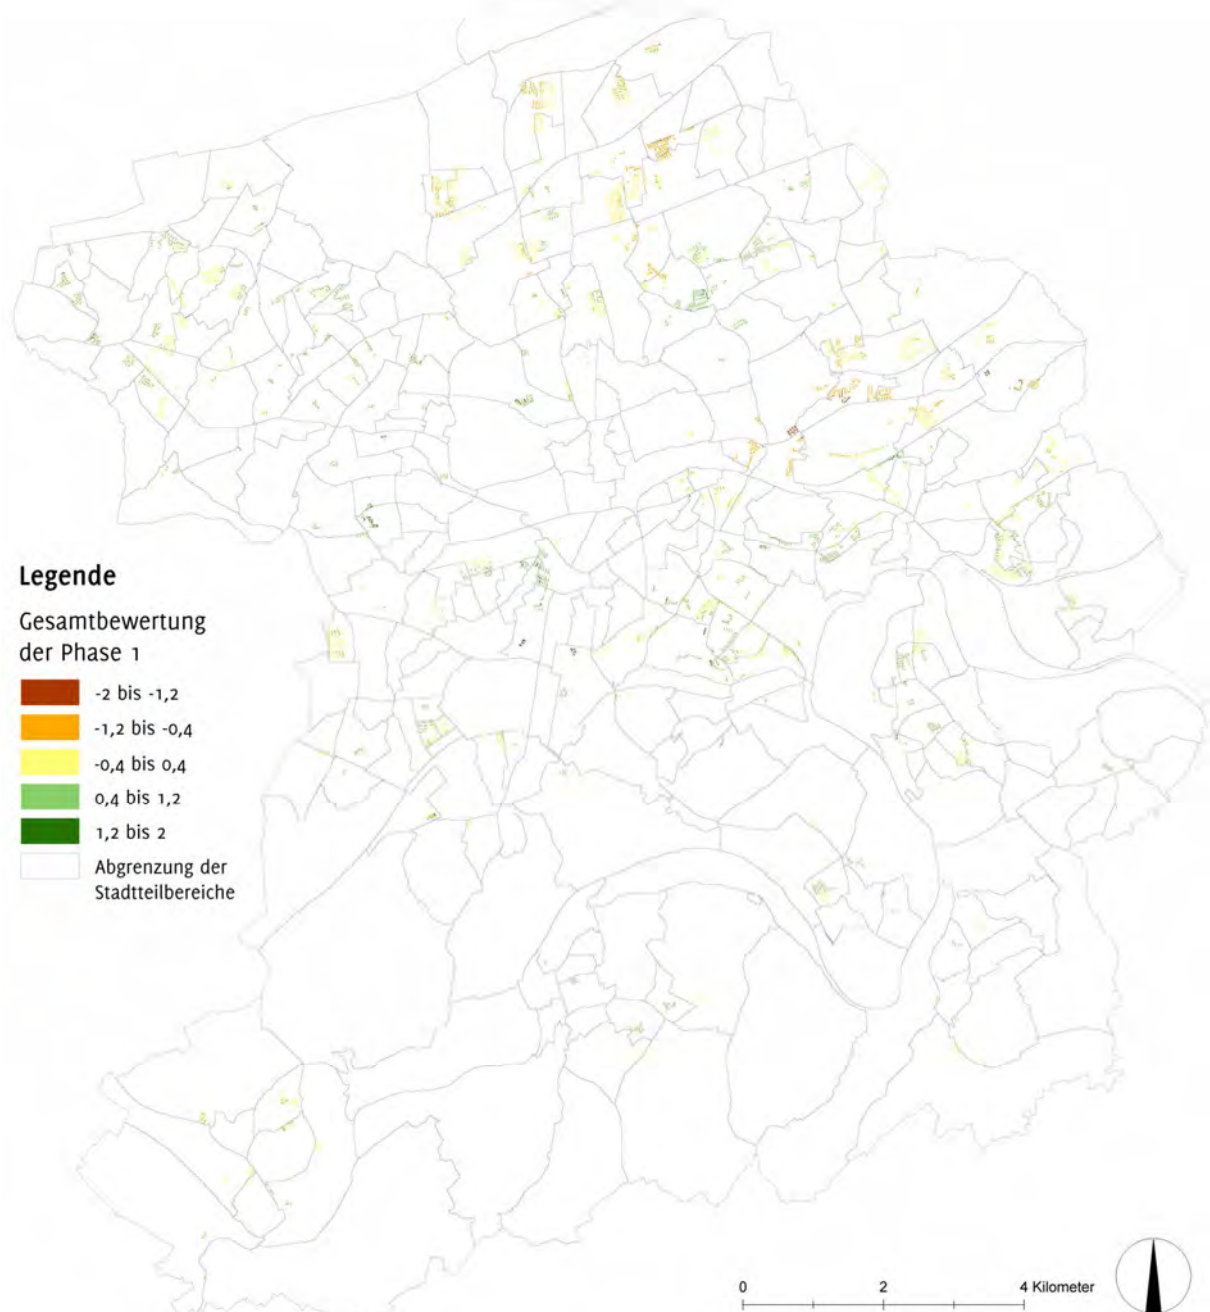 Legende
Gesamtbewertung
der Phase 1
-2 bis -1,2
-1,2 bis -0,4
-0,4 bis 0,4
0,4 bis 1,2
1,2 bis 2
Abgrenzung der
Stadtteilbereiche
0 2 4 Kilometer